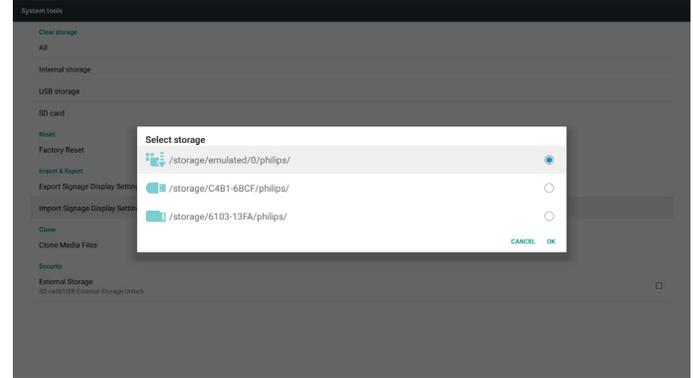 System tools
Clear storage
All
Internal storage
USB storage
SD card
Reset
Factory Reset
Import & Export
Export Signage Display Setting
Import Signage Display Settin
Clone
Clone Media Files
Security
External Storage
SD card/USB External Storage Unlock
Select storage
/storage/emulated/0/philips/
/storage/C4B1-6BCF/philips/
/storage/6103-13FA/philips/
CANCEL OK